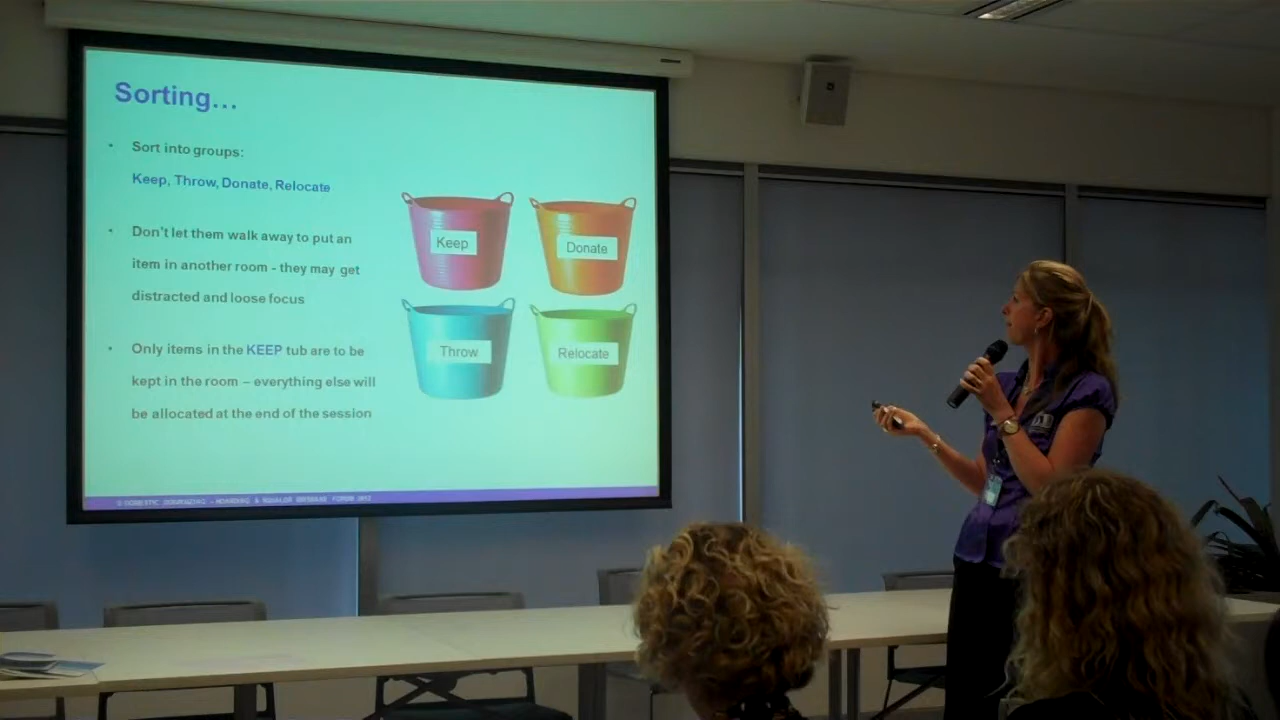 Sorting...
• Sort into groups:
Keep, Throw, Donate, Relocate
• Don't let them walk away to put an
item in another room - they may get
distracted and loose focus
• Only items in the KEEP tub are to be
kept in the room – everything else will
be allocated at the end of the session
Keep
Donate
Throw
Relocate